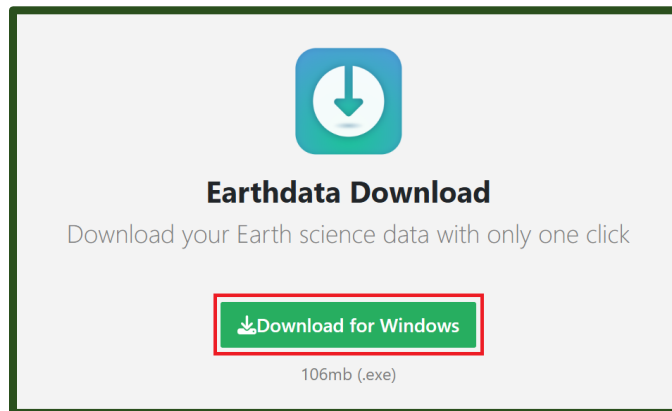 Earthdata Download
Download your Earth science data with only one click
Download for Windows
106mb (.exe)